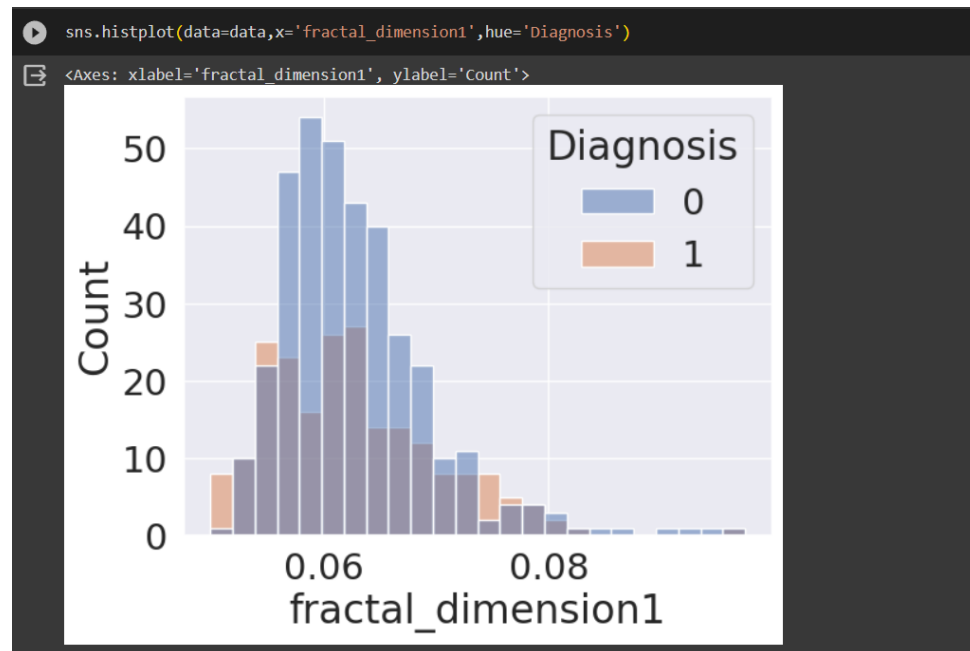 sns.histplot(data=data,x='fractal_dimension1',hue='Diagnosis')
<Axes: xlabel='fractal_dimension1', ylabel='Count'>
Diagnosis
0
1
50
40
30
20
10
0
Count
0.06 0.08
fractal_dimension1